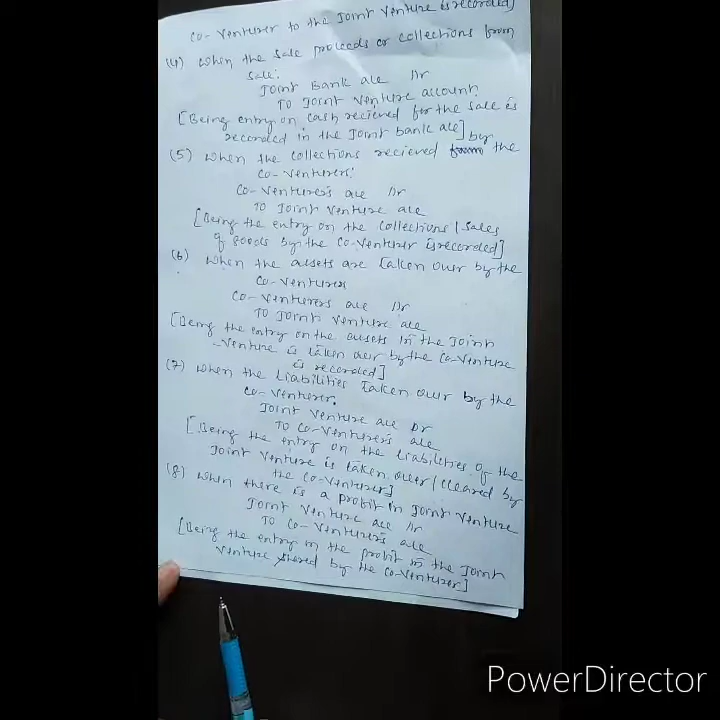 co-venturer to the Joint Venture is recorded]
(4) when the sale proceeds or collections from
sale:
Joint Bank a/c Dr
To Joint Venture account.
[Being entry on cash recieved for the sale is
recorded in the Joint bank a/c]
(5) when the collections recieved by the
co-venturers:
Co-venturers a/c Dr
To Joint Venture a/c
[Being the entry on the collections / sales
of goods by the co-venturer is recorded]
(6) when the assets are taken over by the
co-venturers
Co-venturers a/c Dr
To Joint Venture a/c
[Being the entry on the assets in the Joint
-venture is taken over by the co-venture
is recorded]
(7) when the liabilities taken over by the
co-venturer.
Joint venture a/c Dr
To co-venturers a/c
[Being the entry on the liabilities of the
Joint venture is taken over / cleared by
the co-venturer]
(8) when there is a profit in Joint venture
Joint venture a/c Dr
To co-venturers a/c
[Being the entry on the profit in the Joint
venture shared by the co-venturer]
PowerDirector